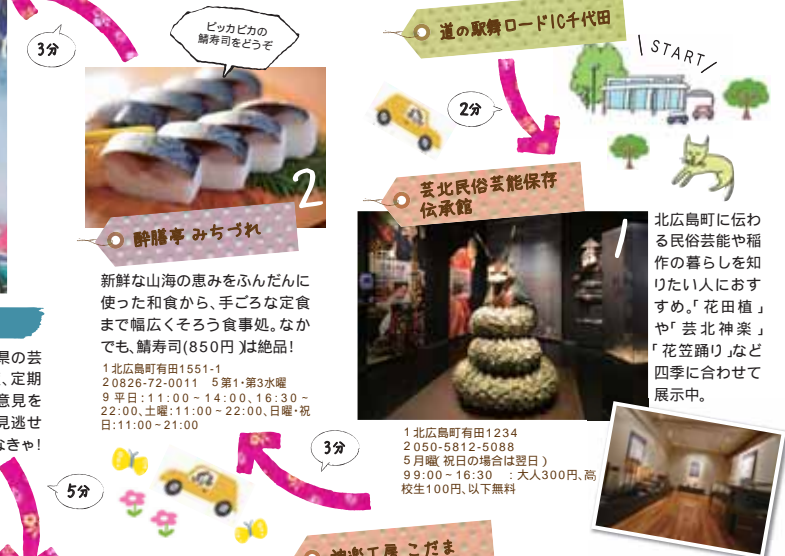 道の駅舞ロードIC千代田
START
2分
芸北民俗芸能保存
伝承館
1
北広島町に伝わ
る民俗芸能や稲
作の暮らしを知
りたい人におす
すめ。「花田植」
や「芸北神楽」
「花笠踊り」など
四季に合わせて
展示中。
1北広島町有田1234
2050-5812-5088
5月曜(祝日の場合は翌日)
99:00~16:30 :大人300円、高
校生100円、以下無料
3分
ピッカピカの
鯖寿司をどうぞ
2
酔膳亭 みちづれ
新鮮な山海の恵みをふんだんに
使った和食から、手ごろな定食
まで幅広くそろう食事処。なか
でも、鯖寿司(850円)は絶品!
1北広島町有田1551-1
20826-72-0011 5第1・第3水曜
9平日:11:00~14:00、16:30~
22:00、土曜:11:00~22:00、日曜・祝
日:11:00~21:00
3分
5分
県の芸
、定期
意見を
見逃せ
なきゃ!
神楽工房 こだま